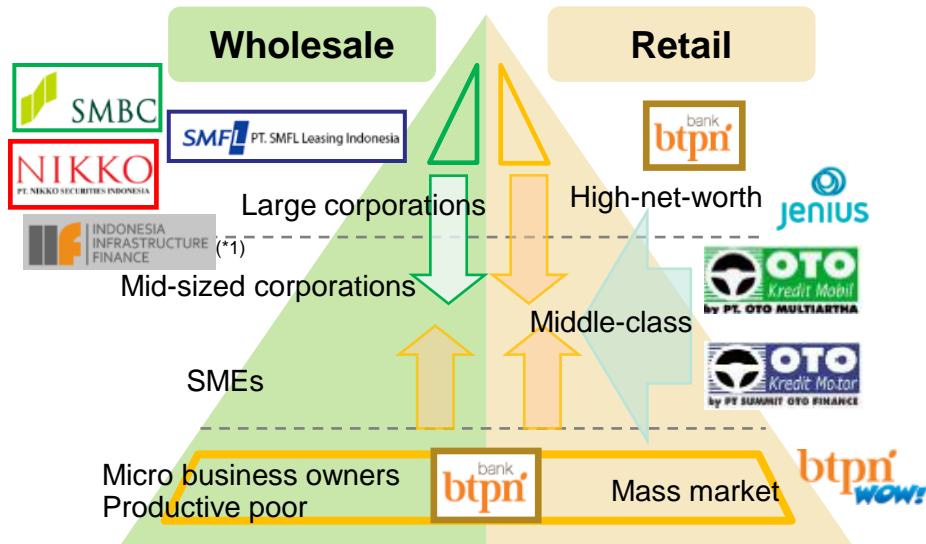 Wholesale
Retail
SMBC
SMFL PT. SMFL Leasing Indonesia
bank
btpn
NIKKO
PT. NIKKO SECURITIES INDONESIA
Large corporations
High-net-worth
jenius
INDONESIA
INFRASTRUCTURE
FINANCE
(*1)
Mid-sized corporations
OTO
Kredit Mobil
by PT. OTO MULTIARTHA
Middle-class
SMEs
OTO
Kredit Motor
by PT SUMMIT OTO FINANCE
Micro business owners
Productive poor
bank
btpn
Mass market
btpn
WOW!